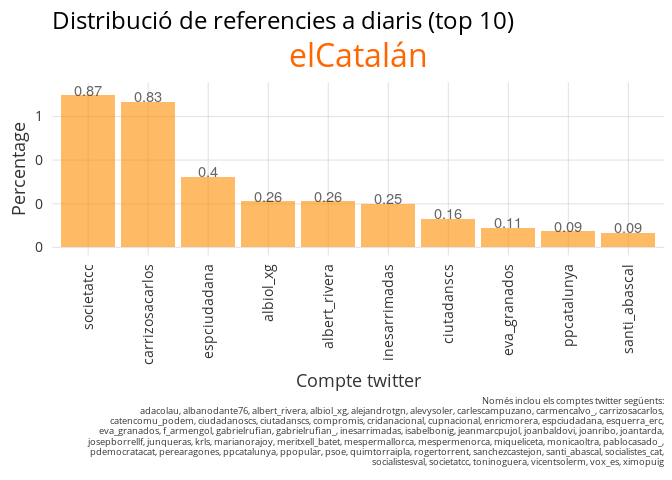 Distribució de referencies a diaris (top 10)
elCatalán
0.87
0.83
0.4
0.26
0.26
0.25
0.16
0.11
0.09
0.09
1
0
0
0
Percentage
societatcc
carrizosacarlos
espciudadana
albiol_xg
albert_rivera
inesarrimadas
ciutadanscs
eva_granados
ppcatalunya
santi_abascal
Compte twitter
Només inclou els comptes twitter següents:
adacolau, albanodante76, albert_rivera, albiol_xg, alejandrotgn, alevysoler, carlescampuzano, carmencalvo_, carrizosacarlos,
catencomu_podem, ciudadanoscs, ciutadanscs, compromis, cridanacional, cupnacional, enricmorera, espciudadana, esquerra_erc,
eva_granados, f_armengol, gabrielrufian, gabrielrufian_, inesarrimadas, isabelbonig, jeanmarcpujol, joanbaldovi, joanribo, joantarda,
josepborrellf, junqueras, krls, marianorajoy, meritxell_batet, mespermallorca, mespermenorca, miqueliceta, monicaoltra, pablocasado_,
pdemocratacat, perearagones, ppcatalunya, ppopular, psoe, quimtorraipla, rogertorrent, sanchezcastejon, santi_abascal, socialistes_cat,
socialistesval, societatcc, toninoguera, vicentsolerm, vox_es, ximopuig